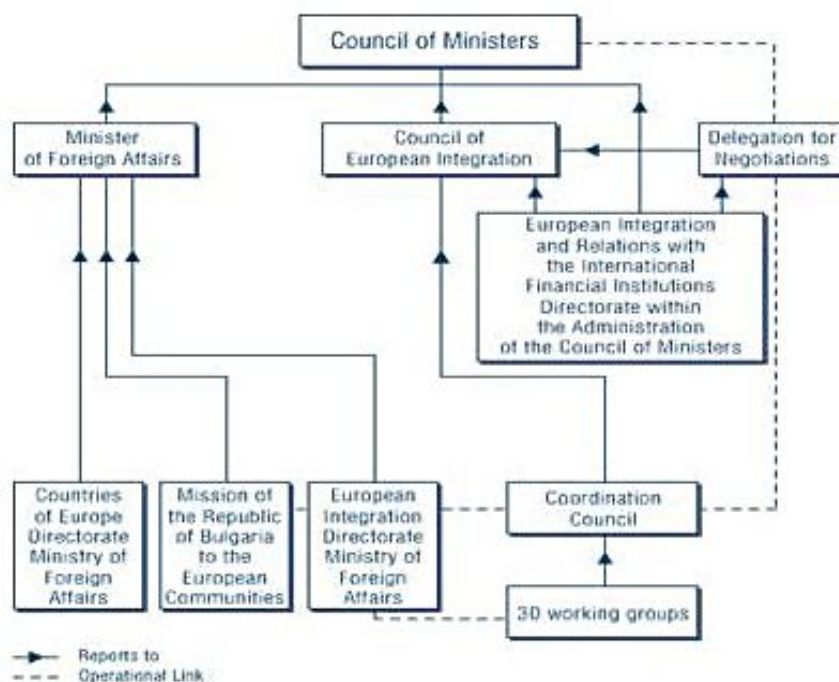 Council of Ministers
Minister
of Foreign Affairs
Council of
European Integration
Delegation for
Negotiations
European Integration
and Relations with
the International
Financial Institutions
Directorate within
the Administration
of the Council of Ministers
Countries
of Europe
Directorate
Ministry of
Foreign
Affairs
Mission of
the Republic
of Bulgaria
to the
European
Communities
European
Integration
Directorate
Ministry of
Foreign
Affairs
Coordination
Council
30 working groups
Reports to
Operational Link